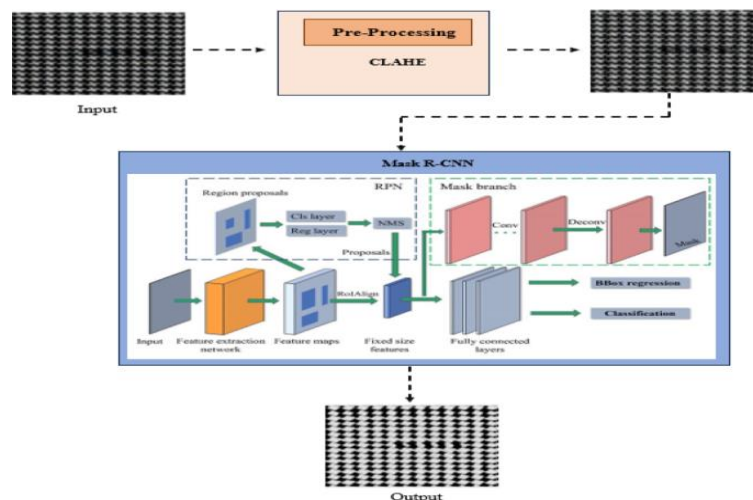 Pre-Processing
CLAHE
Input
Mask R-CNN
Region proposals
RPN
Cls layer
Reg layer
NMS
Proposals
Mask branch
Conv
Deconv
Mask
RoIAlign
BBox regression
Classification
Input
Feature extraction
network
Feature maps
Fixed size
features
Fully connected
layers
Output